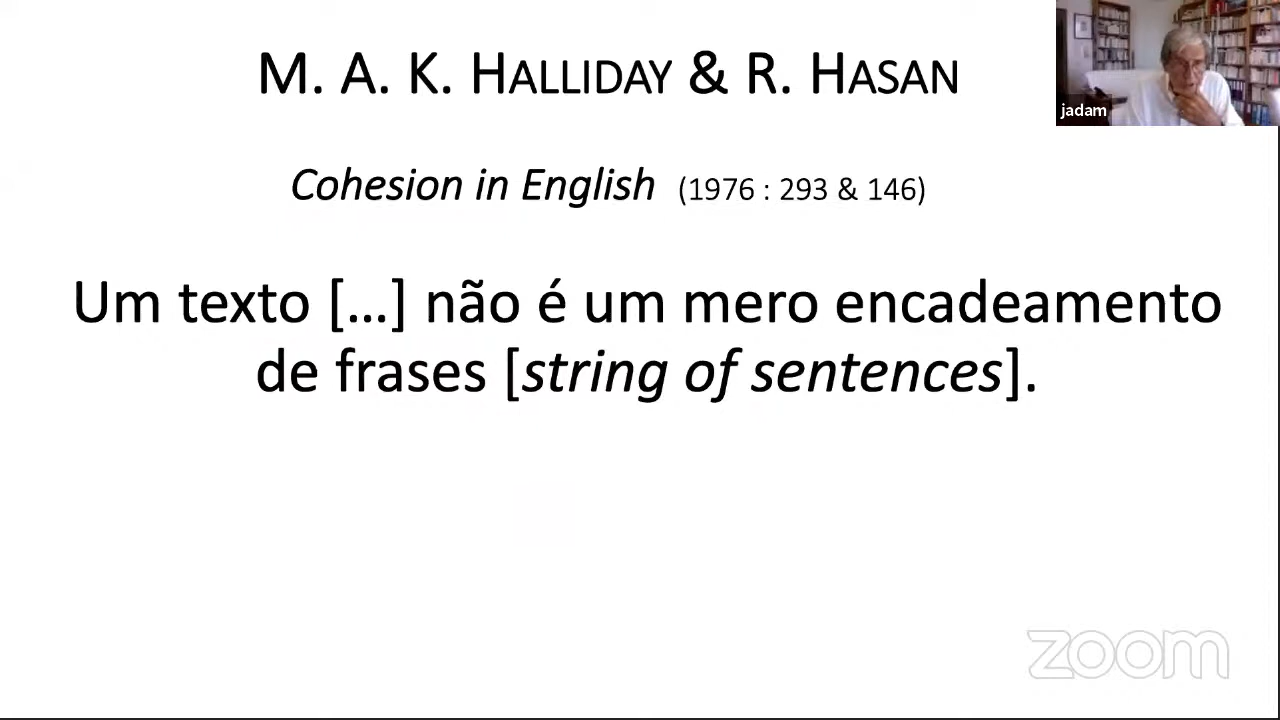 M. A. K. HALLIDAY & R. HASAN
jadam
Cohesion in English (1976 : 293 & 146)
Um texto [...] não é um mero encadeamento
de frases [string of sentences].
zoom